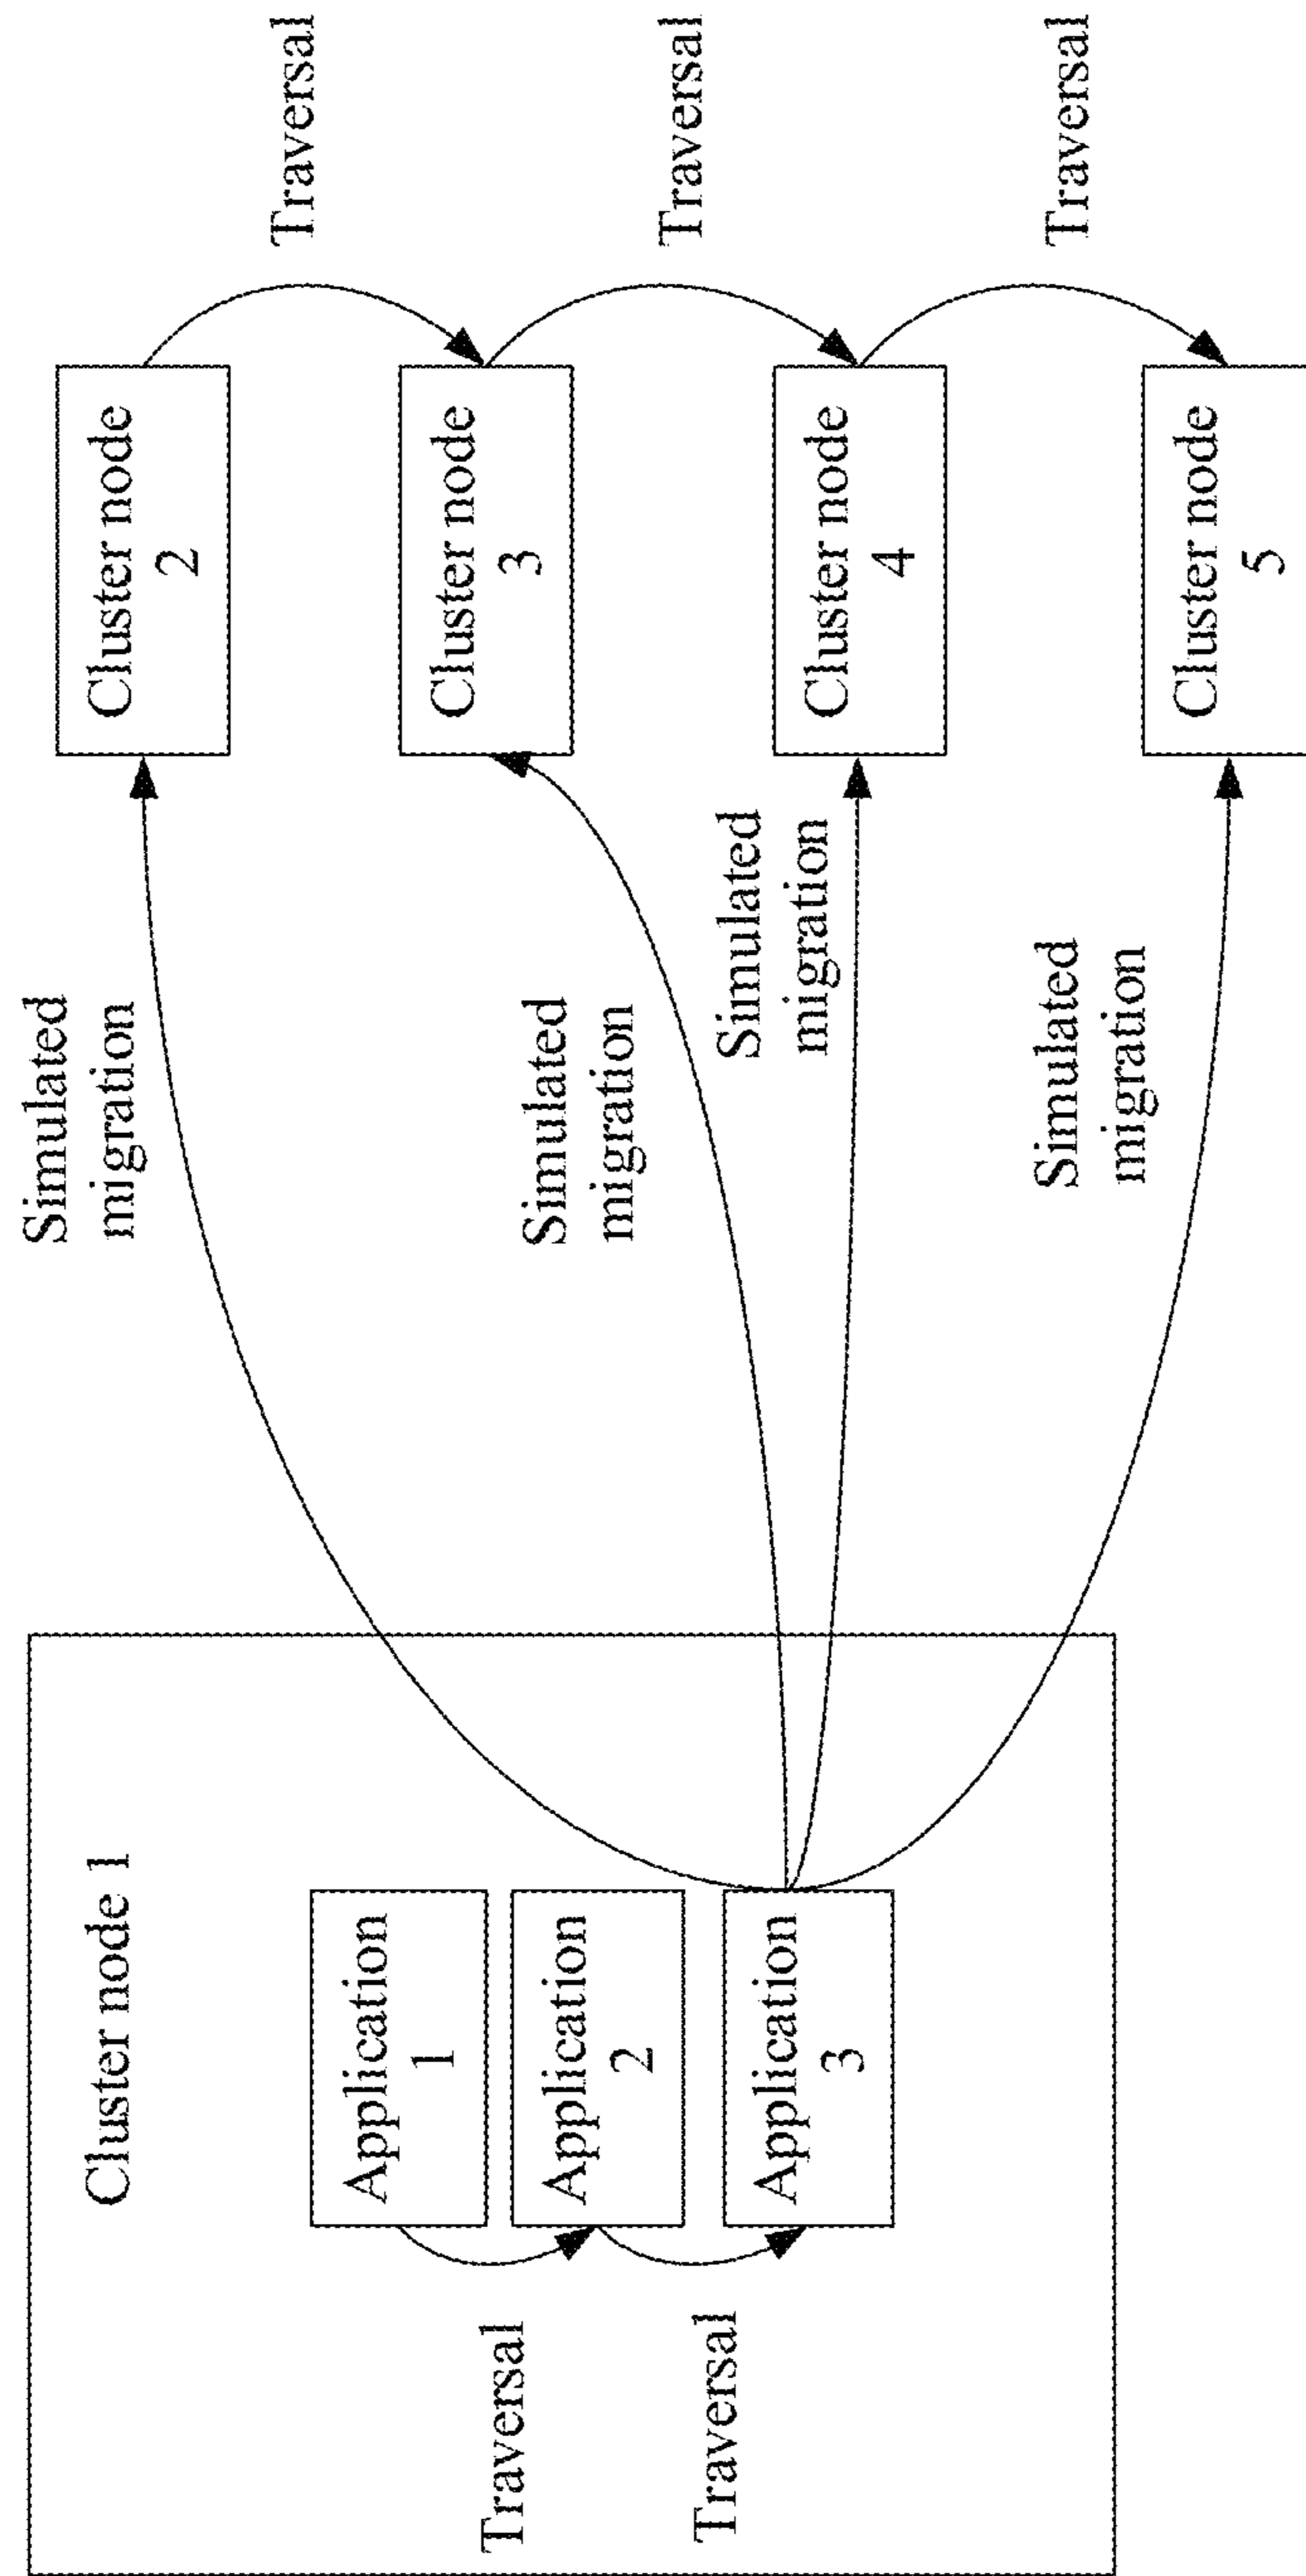 Cluster node 1
Application
1
Application
2
Application
3
Traversal
Traversal
Simulated
migration
Simulated
migration
Simulated
migration
Simulated
migration
Cluster node
2
Cluster node
3
Cluster node
4
Cluster node
5
Traversal
Traversal
Traversal